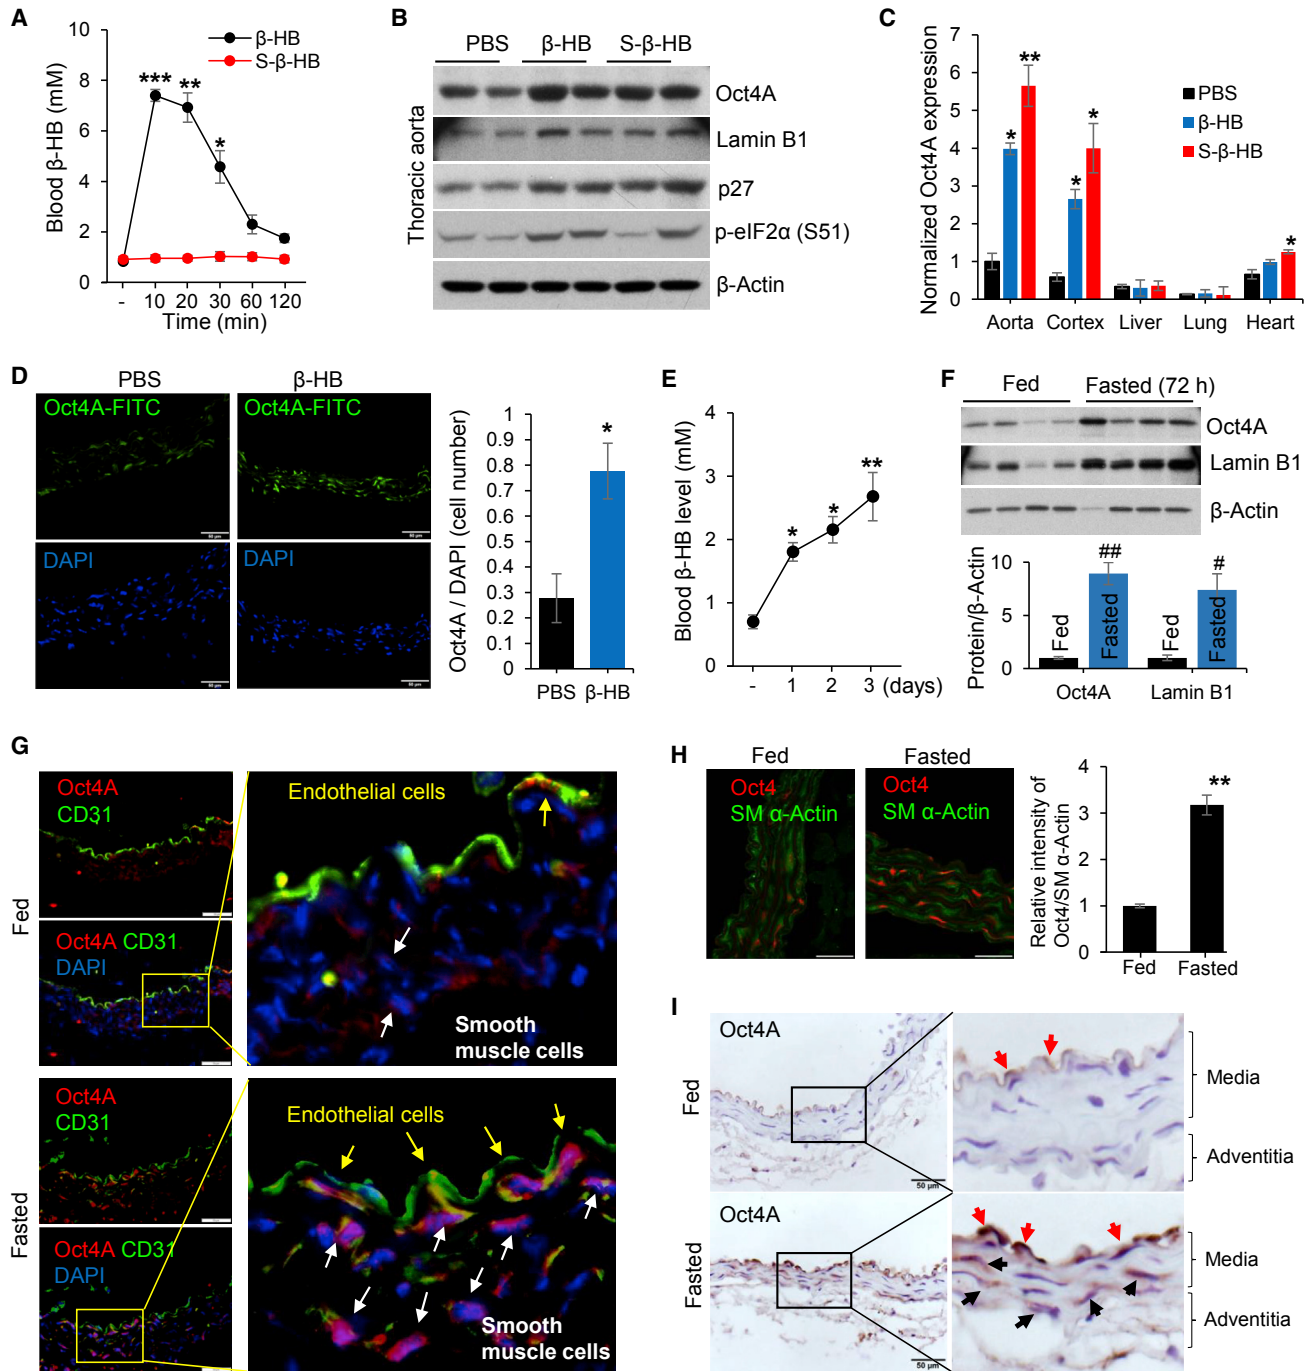 A
Blood β-HB (mM)
10
8
6
4
2
0
β-HB
S-β-HB
***
**
*
- 10 20 30 60 120
Time (min)
B
PBS β-HB S-β-HB
Thoracic aorta
Oct4A
Lamin B1
p27
p-eIF2α (S51)
β-Actin
C
Normalized Oct4A expression
7
6
5
4
3
2
1
0
PBS
β-HB
S-β-HB
* ** * * *
Aorta Cortex Liver Lung Heart
D
PBS β-HB
Oct4A-FITC Oct4A-FITC
DAPI DAPI
Oct4A / DAPI (cell number)
1
0.9
0.8
0.7
0.6
0.5
0.4
0.3
0.2
0.1
0
*
PBS β-HB
E
Blood β-HB level (mM)
4
3
2
1
0
* * **
- 1 2 3 (days)
F
Fed Fasted (72 h)
Oct4A
Lamin B1
β-Actin
Protein/β-Actin
10
5
0
## #
Fed Fasted Fed Fasted
Oct4A Lamin B1
G
Fed
Oct4A
CD31
Oct4A CD31
DAPI
Endothelial cells
Smooth
muscle cells
Fasted
Oct4A
CD31
Oct4A CD31
DAPI
Endothelial cells
Smooth
muscle cells
H
Fed Fasted
Oct4 Oct4
SM α-Actin SM α-Actin
Relative intensity of
Oct4/SM α-Actin
4
3
2
1
0
**
Fed Fasted
I
Fed
Oct4A
50 μm
Media
Adventitia
Fasted
Oct4A
50 μm
Media
Adventitia